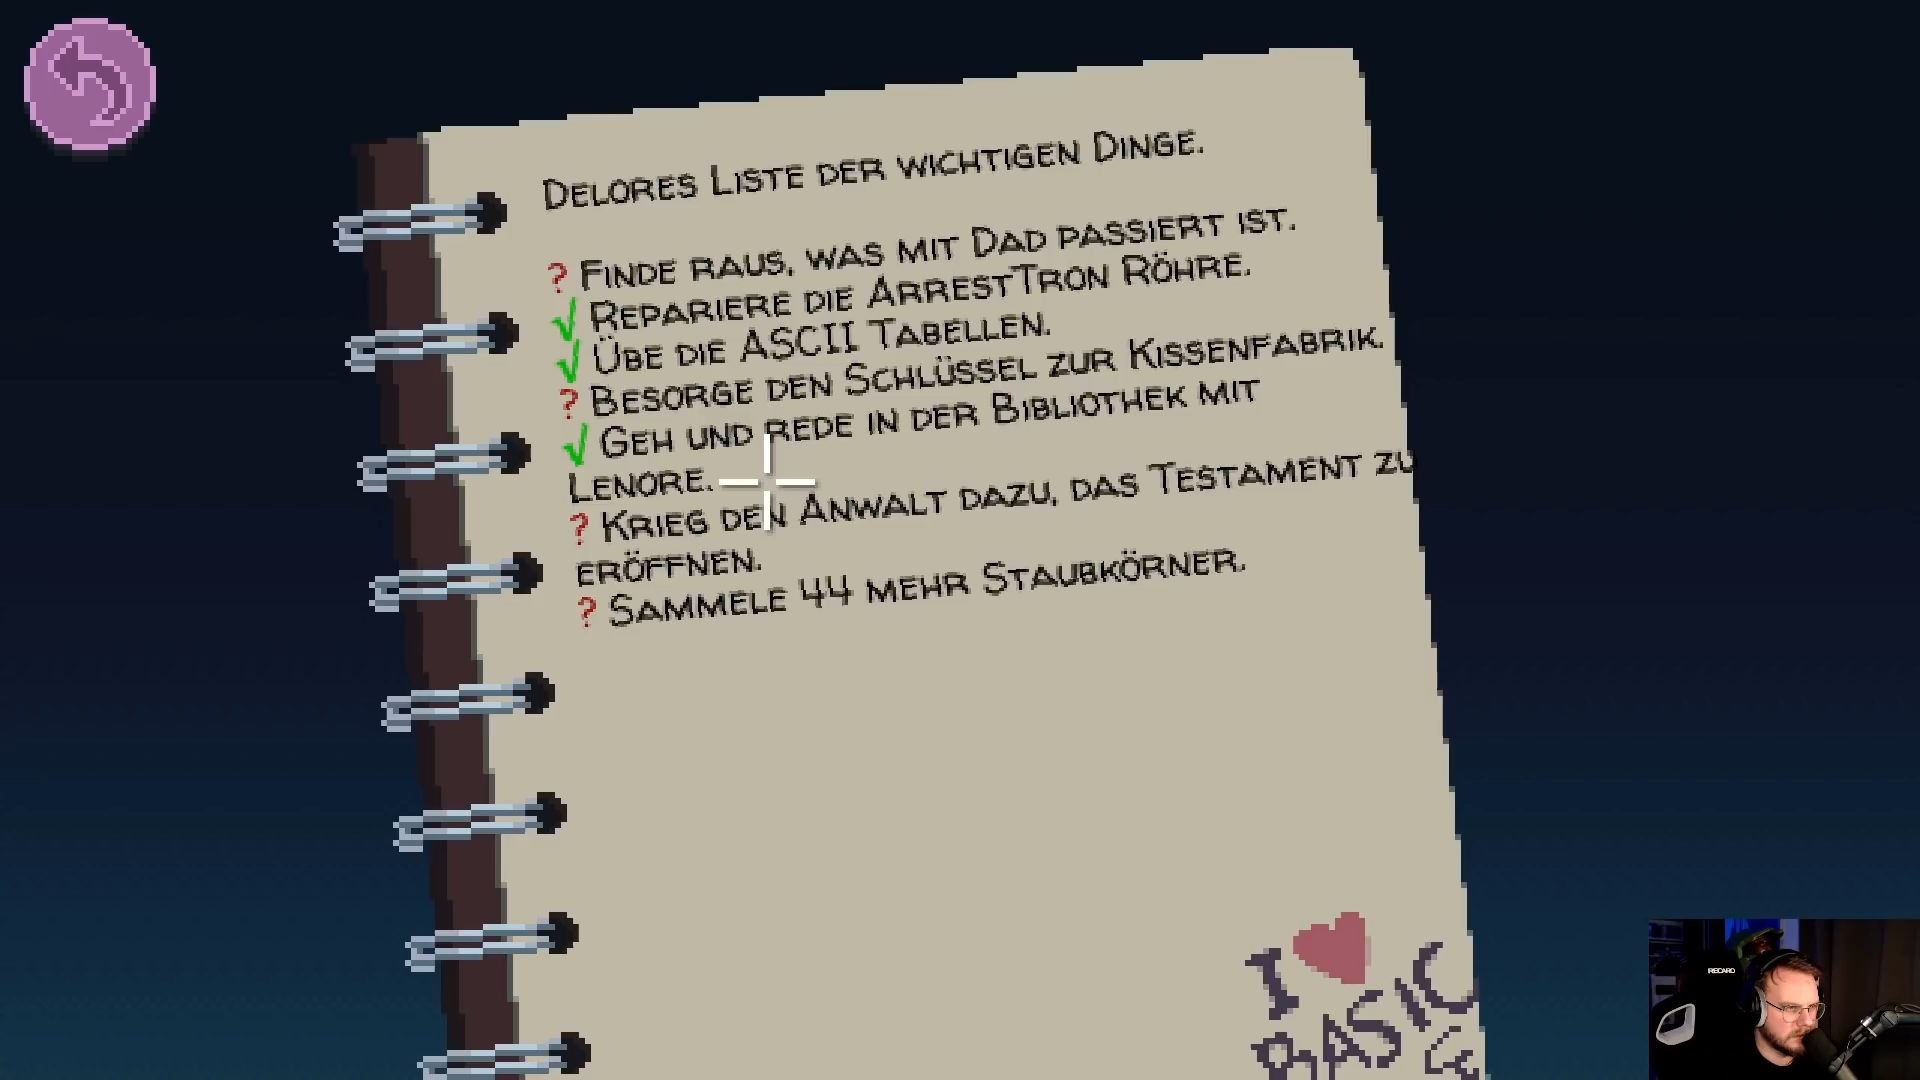 Delores Liste der wichtigen Dinge.
? Finde raus, was mit Dad passiert ist.
√ Repariere die ArrestTron Röhre.
√ Übe die ASCII Tabellen.
? Besorge den Schlüssel zur Kissenfabrik.
√ Geh und rede in der Bibliothek mit
Lenore.
? Krieg den Anwalt dazu, das Testament zu
eröffnen.
? Sammele 44 mehr Staubkörner.
I ♥
BASIC
RECARO